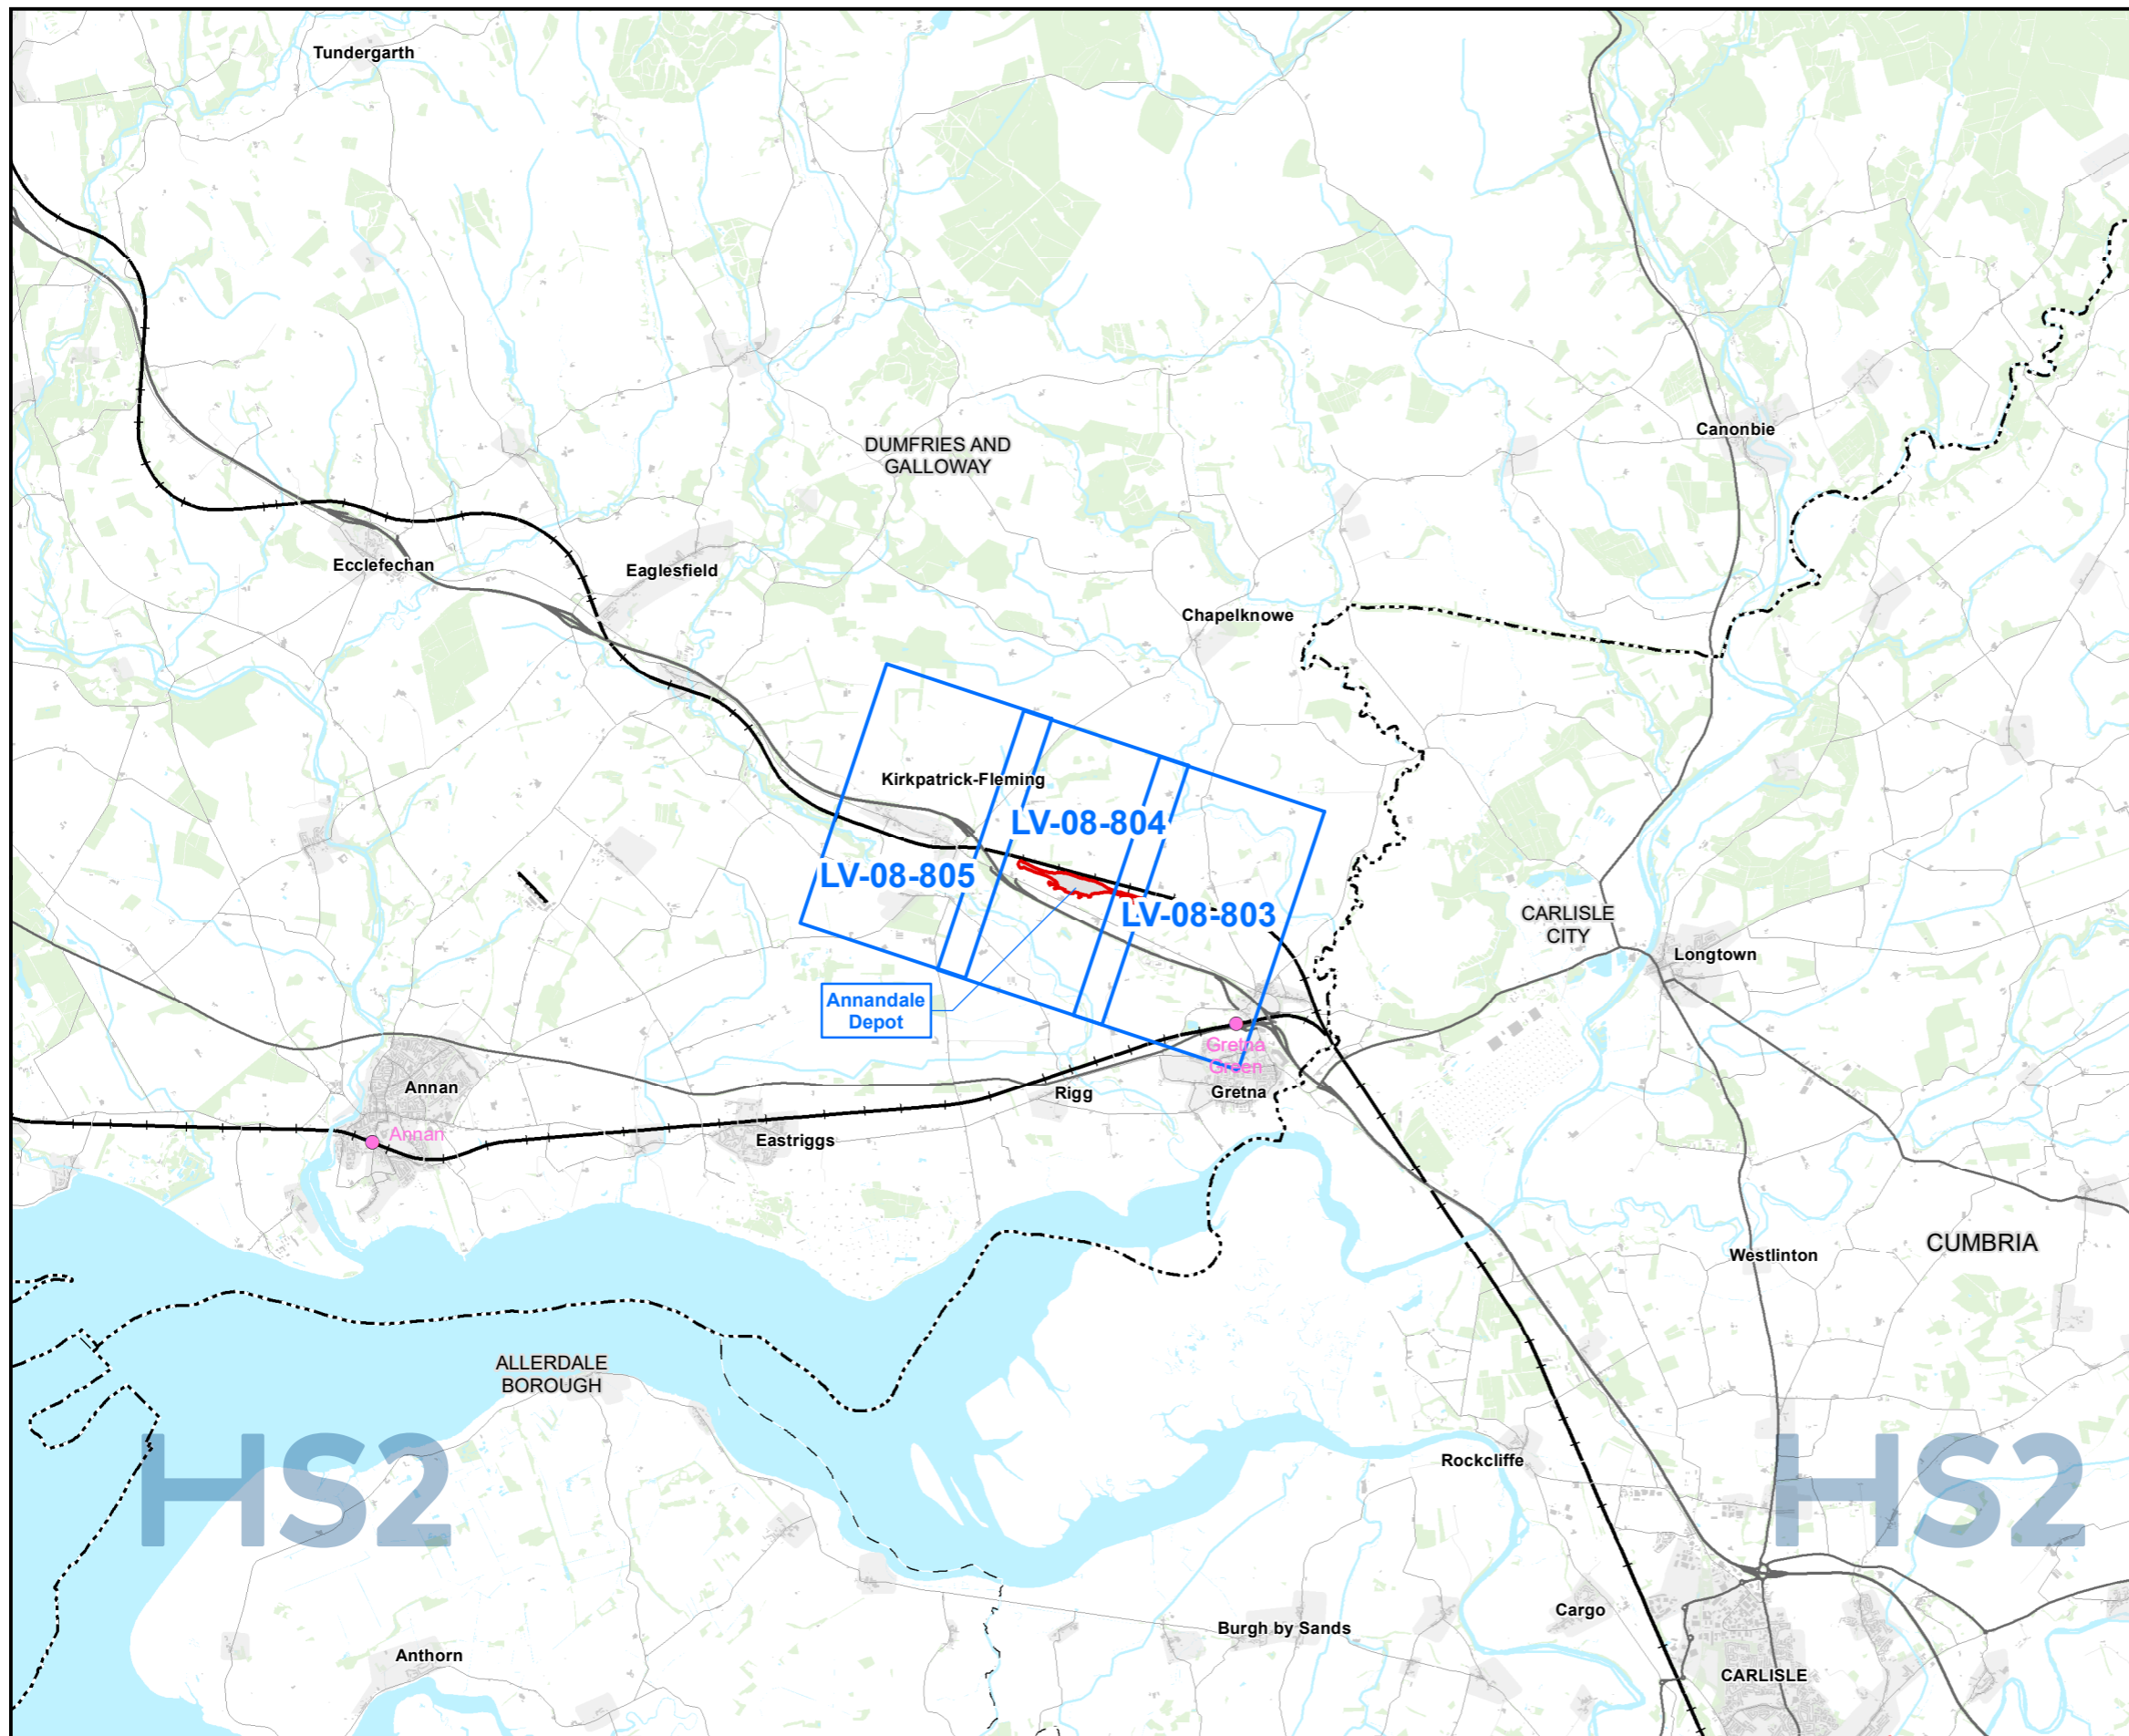 Tundergarth
DUMFRIES AND
GALLOWAY
Canonbie
Ecclefechan
Eaglesfield
Chapelknowe
Kirkpatrick-Fleming
LV-08-804
LV-08-805
LV-08-803
CARLISLE
CITY
Longtown
Annandale
Depot
Gretna
Green
Annan
Rigg
Gretna
Annan
Eastriggs
CUMBRIA
Westlinton
ALLERDALE
BOROUGH
HS2
HS2
Rockcliffe
Cargo
Burgh by Sands
Anthorn
CARLISLE